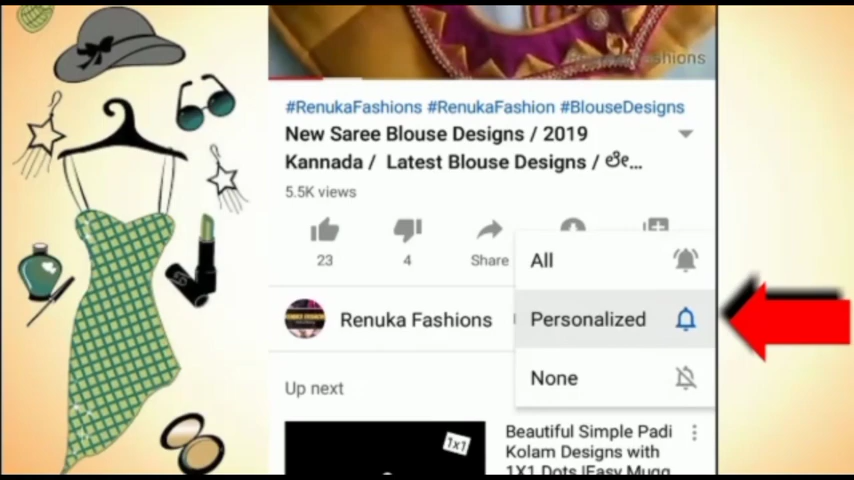 #RenukaFashions #RenukaFashion #BlouseDesigns
New Saree Blouse Designs / 2019
Kannada / Latest Blouse Designs / ಲೇ...
5.5K views
23
4
Share
All
Renuka Fashions
Personalized
None
Up next
1x1
Beautiful Simple Padi
Kolam Designs with
1X1 Dots |Easy Mugg